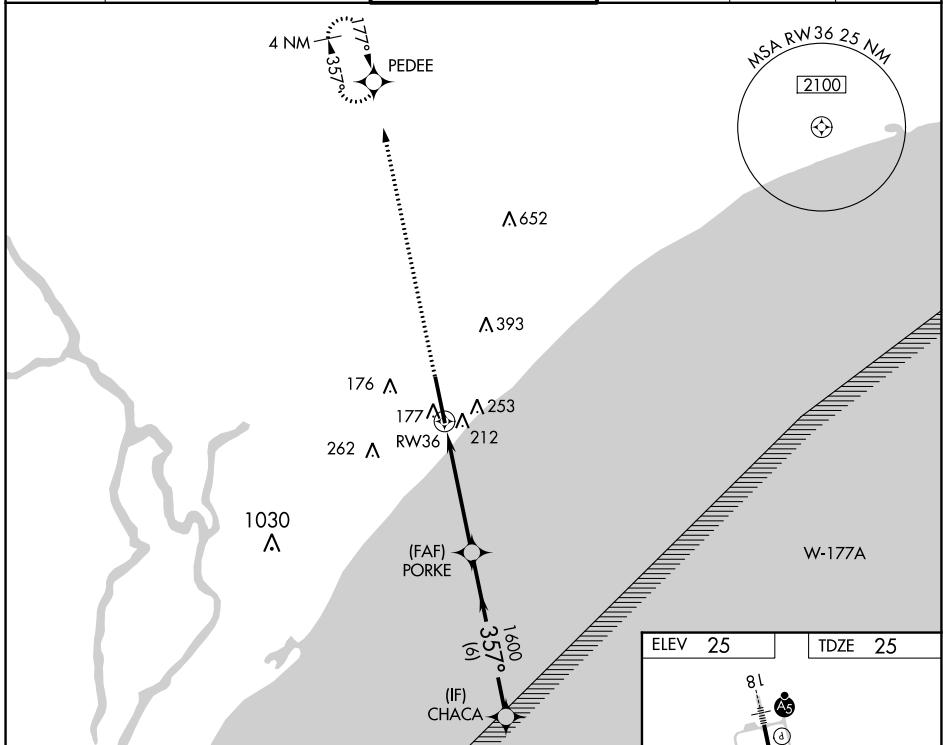 4 NM
177°
357°
PEDEE
MSA RW36 25 NM
2100
652
393
176
177
253
RW36
212
262
1030
(FAF)
PORKE
W-177A
1600
357°
(6)
(IF)
CHACA
ELEV 25
TDZE 25
18
A5
P